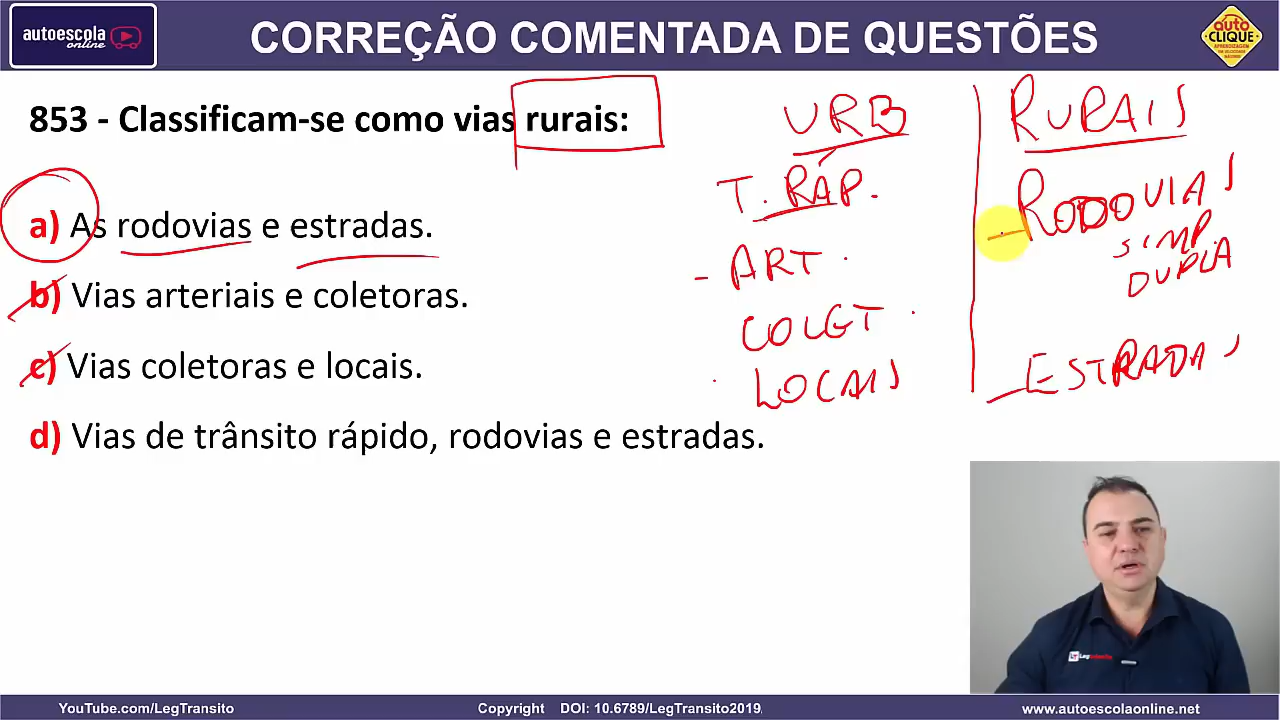 autoescola
online
CORREÇÃO COMENTADA DE QUESTÕES
auto
CLIQUE
853 - Classificam-se como vias rurais:
a) As rodovias e estradas.
b) Vias arteriais e coletoras.
c) Vias coletoras e locais.
d) Vias de trânsito rápido, rodovias e estradas.
URB
T. RÁP.
- ART.
COLET.
LOCAIS
RURAIS
RODOVIAS
SIMP.
DUPLA
ESTRADAS
YouTube.com/LegTransito
Copyright DOI: 10.6789/LegTransito2019
www.autoescolaonline.net